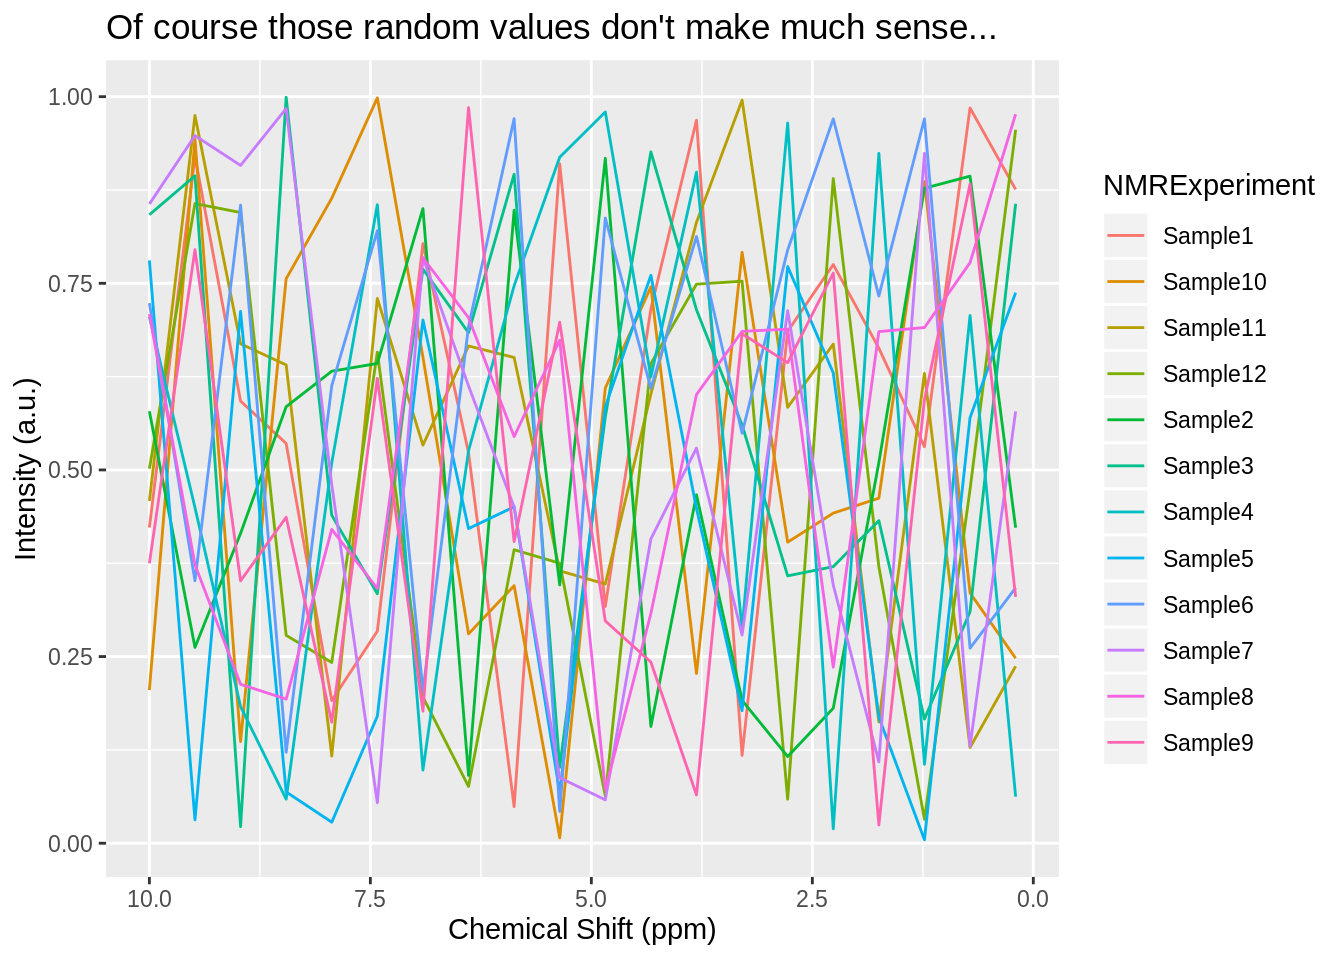 Of course those random values don't make much sense...
1.00
0.75
0.50
0.25
0.00
Intensity (a.u.)
10.0
7.5
5.0
2.5
0.0
Chemical Shift (ppm)
NMRExperiment
Sample1
Sample10
Sample11
Sample12
Sample2
Sample3
Sample4
Sample5
Sample6
Sample7
Sample8
Sample9